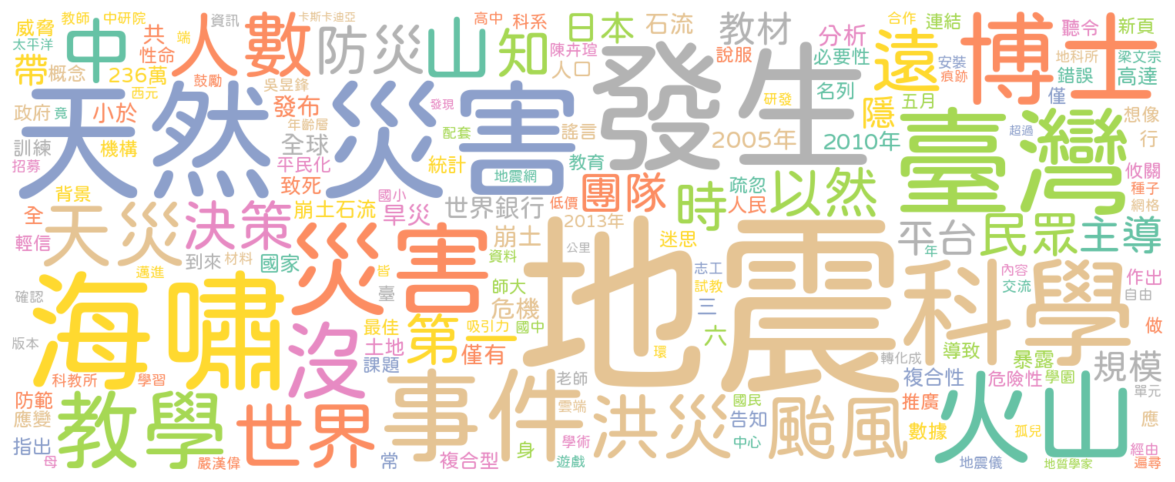 威脅
教師
中研院
資訊
卡斯卡迪亞
高中
科系
日本
石流
教材
分析
合作
連結
聽令
新頁
太平洋
帶
中
共
性命
端
人數
防災
山
知
陳卉瑄
人口
說服
必要性
遠
安裝
痕跡
博士
地科所
梁文宗
錯誤
高達
概念
236萬
鼓勵
吳昱鋒
發生
研發
名列
隱
五月
僅
想像
行
政府
竟
小於
西元
發布
年齡層
天然災害
發現
配套
謠言
2005年
2010年
臺灣
超過
訓練
招募
機構
全球
平民化
統計
地震網
教育
攸關
種子
網格
背景
致死
國小
低價
團隊
時
疏忽
人民
以然
全
天災
決策
崩土石流
旱災
世界銀行
2013年
迷思
平台
民眾
主導
年
輕信
到來
材料
國家
災害
崩土
資料
公里
地震
科學
內容
交流
作出
自由
邁進
皆
臺
師大
危機
志工
試教
三
確認
海嘯
沒
最佳
土地
課題
第一
吸引力
國中
僅有
六
環
轉化成
導致
暴露
做
版本
規模
科教所
學習
老師
複合性
危險性
學園
單元
防範
應變
教學
世界
事件
雲端
洪災
國民
告知
中心
颱風
推廣
數據
火山
孤兒
應
指出
母
嚴漢偉
常
複合型
身
學術
遊戲
地震儀
地質學家
經由
遍尋